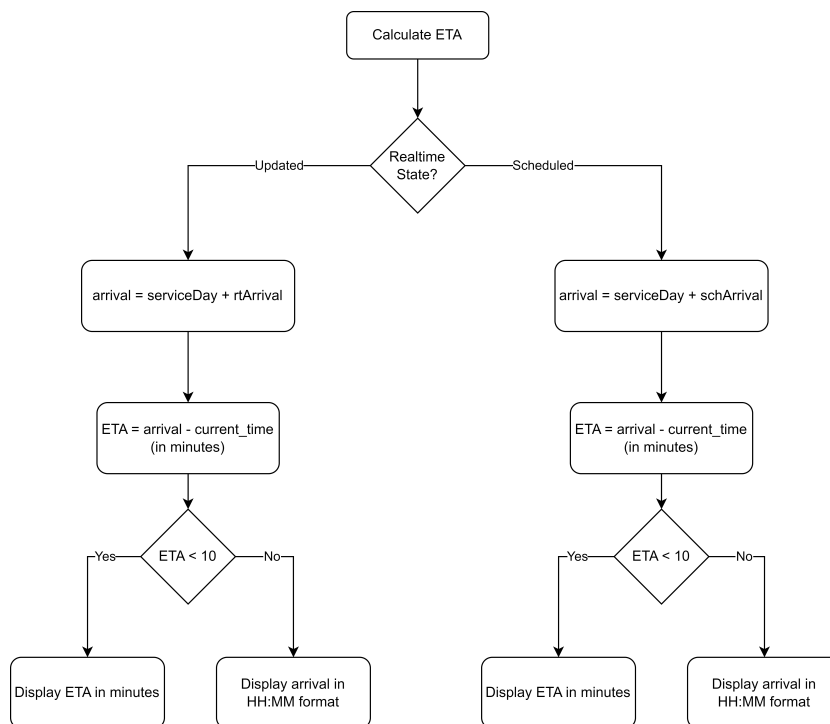 Calculate ETA
Realtime
State?
Updated
Scheduled
arrival = serviceDay + rtArrival
arrival = serviceDay + schArrival
ETA = arrival - current_time
(in minutes)
ETA = arrival - current_time
(in minutes)
Yes
ETA < 10
No
Yes
ETA < 10
No
Display ETA in minutes
Display arrival in
HH:MM format
Display ETA in minutes
Display arrival in
HH:MM format